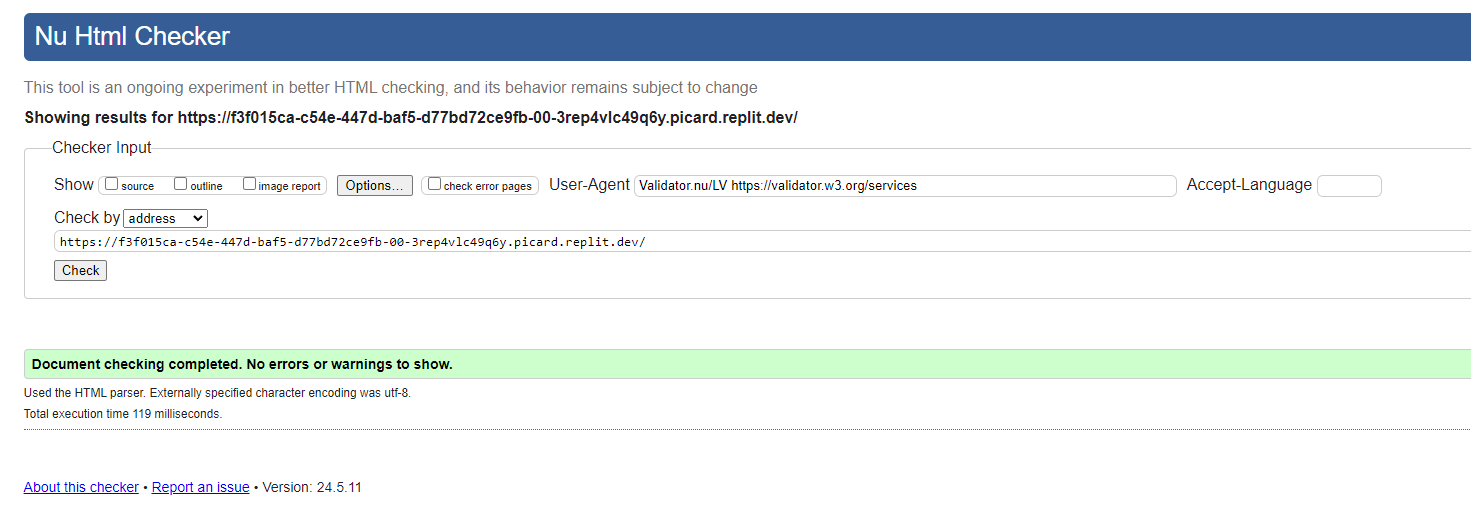 Nu Html Checker
This tool is an ongoing experiment in better HTML checking, and its behavior remains subject to change
Showing results for https://f3f015ca-c54e-447d-baf5-d77bd72ce9fb-00-3rep4vlc49q6y.picard.replit.dev/
Checker Input
Show source outline image report Options... check error pages User-Agent Validator.nu/LV https://validator.w3.org/services Accept-Language
Check by address
https://f3f015ca-c54e-447d-baf5-d77bd72ce9fb-00-3rep4vlc49q6y.picard.replit.dev/
Check
Document checking completed. No errors or warnings to show.
Used the HTML parser. Externally specified character encoding was utf-8.
Total execution time 119 milliseconds.
About this checker • Report an issue • Version: 24.5.11